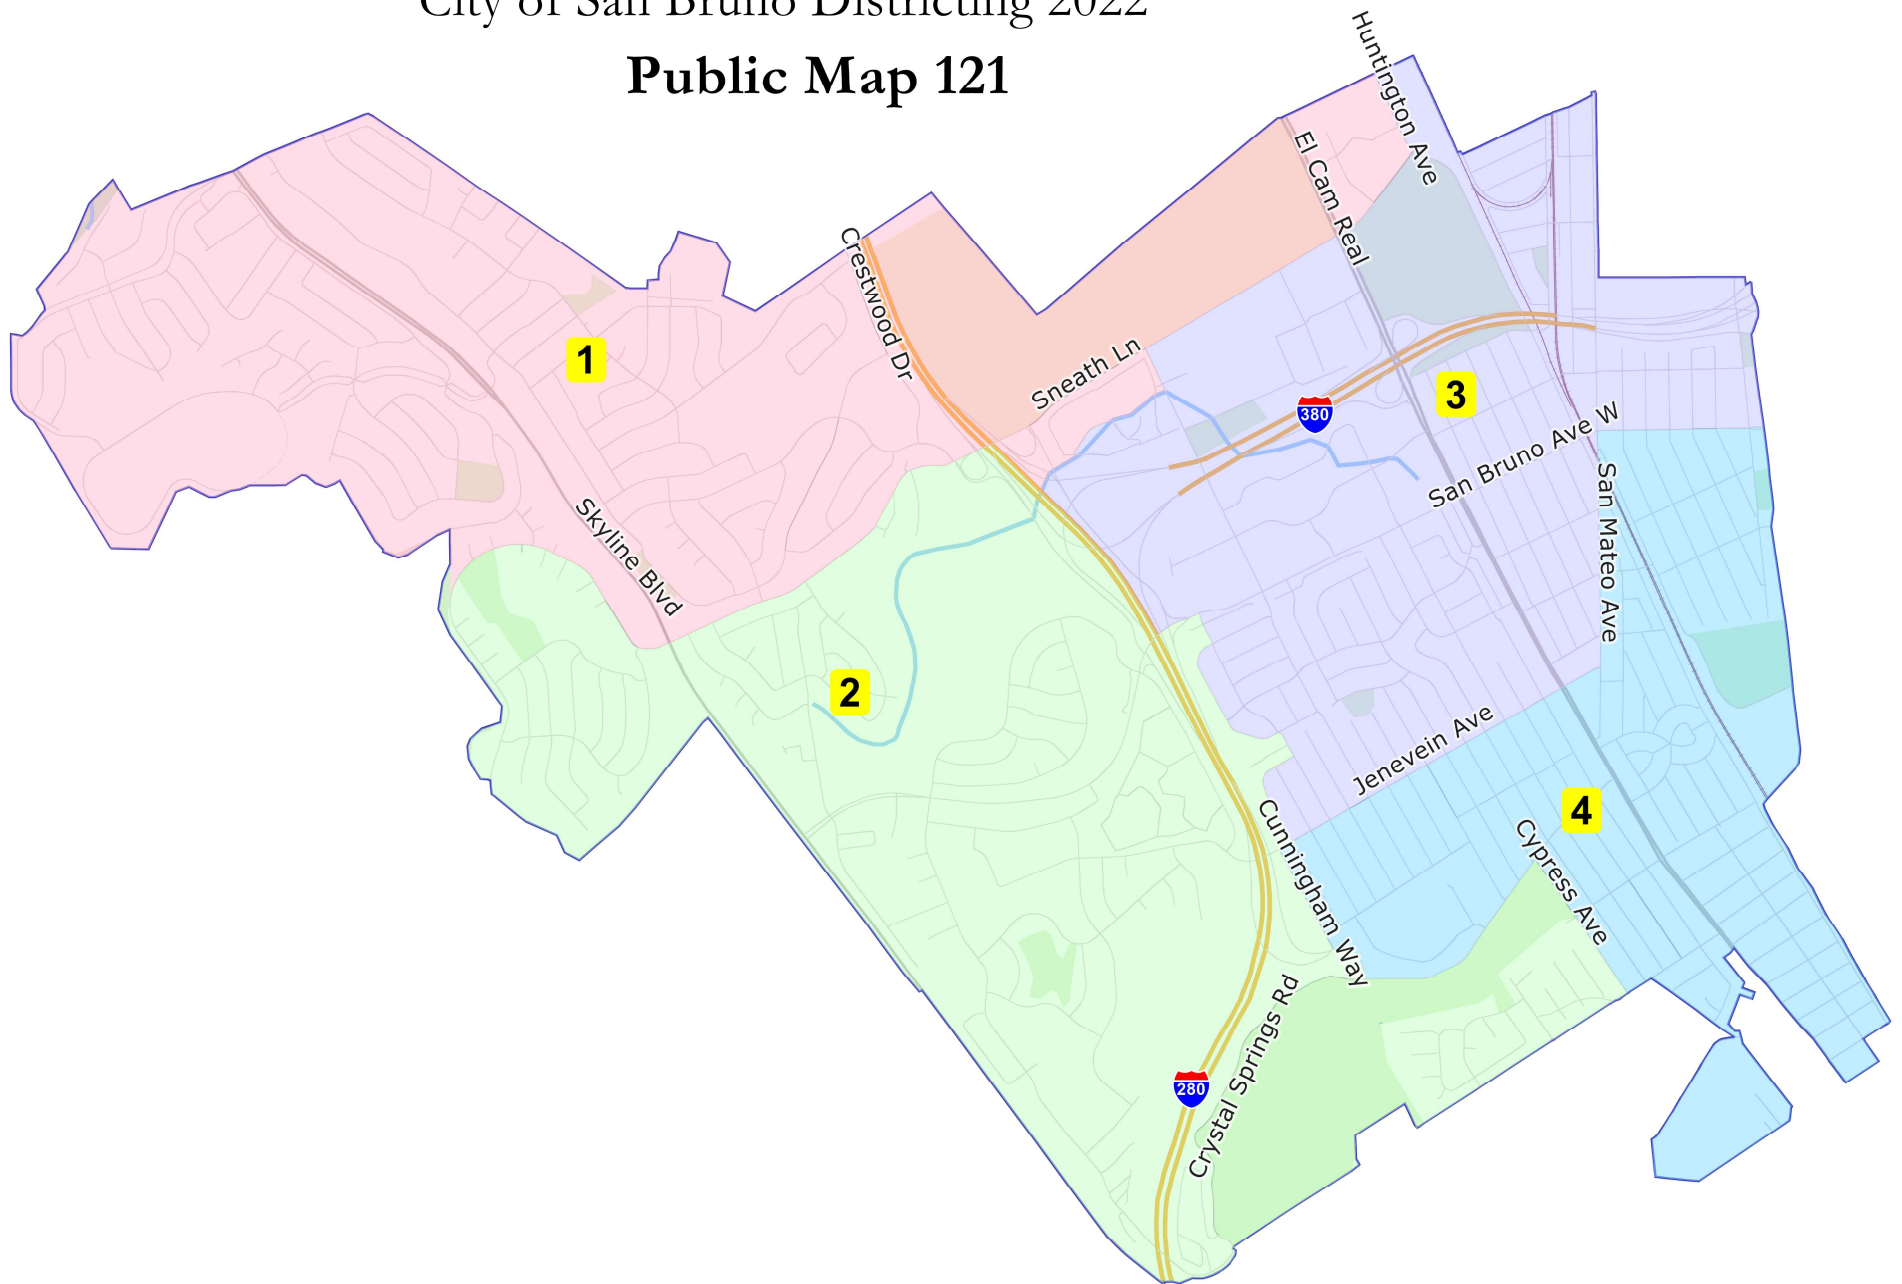 City of San Bruno Districting 2022
Public Map 121
Huntington Ave
El Cam Real
Crestwood Dr
Sneath Ln
1
380
3
San Bruno Ave W
San Mateo Ave
Skyline Blvd
2
Jenevein Ave
4
Cunningham Way
Cypress Ave
Crystal Springs Rd
280